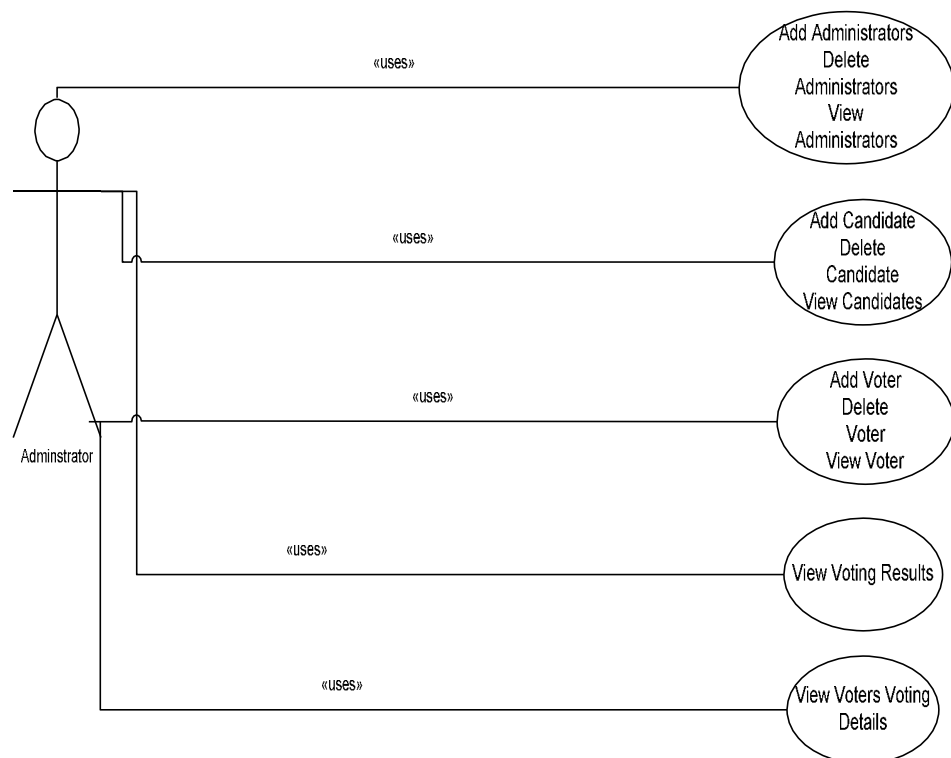 «uses»
Add Administrators
Delete
Administrators
View
Administrators
«uses»
Add Candidate
Delete
Candidate
View Candidates
«uses»
Add Voter
Delete
Voter
View Voter
Adminstrator
«uses»
View Voting Results
«uses»
View Voters Voting
Details